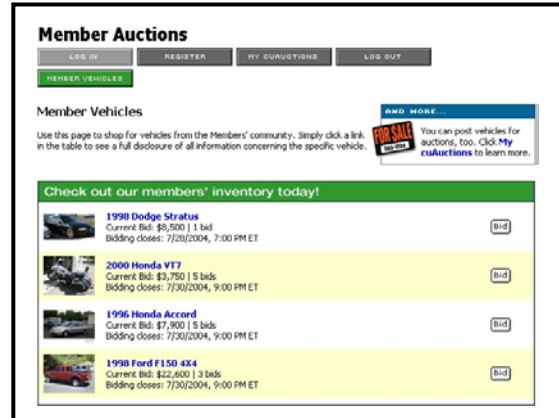 Member Auctions
LOG IN
REGISTER
MY CUAUCTIONS
LOG OUT
MEMBER VEHICLES
Member Vehicles
Use this page to shop for vehicles from the Members' community. Simply click a link
in the table to see a full disclosure of all information concerning the specific vehicle.
AND MORE...
FOR SALE
You can post vehicles for
auctions, too. Click My
cuAuctions to learn more.
Check out our members' inventory today!
1998 Dodge Stratus
Current Bid: $8,500 | 1 bid
Bidding closes: 7/28/2004, 7:00 PM ET
Bid
2000 Honda VT7
Current Bid: $3,750 | 5 bids
Bidding closes: 7/30/2004, 9:00 PM ET
Bid
1996 Honda Accord
Current Bid: $7,900 | 5 bids
Bidding closes: 7/30/2004, 9:00 PM ET
Bid
1998 Ford F150 4X4
Current Bid: $22,600 | 3 bids
Bidding closes: 7/30/2004, 9:00 PM ET
Bid